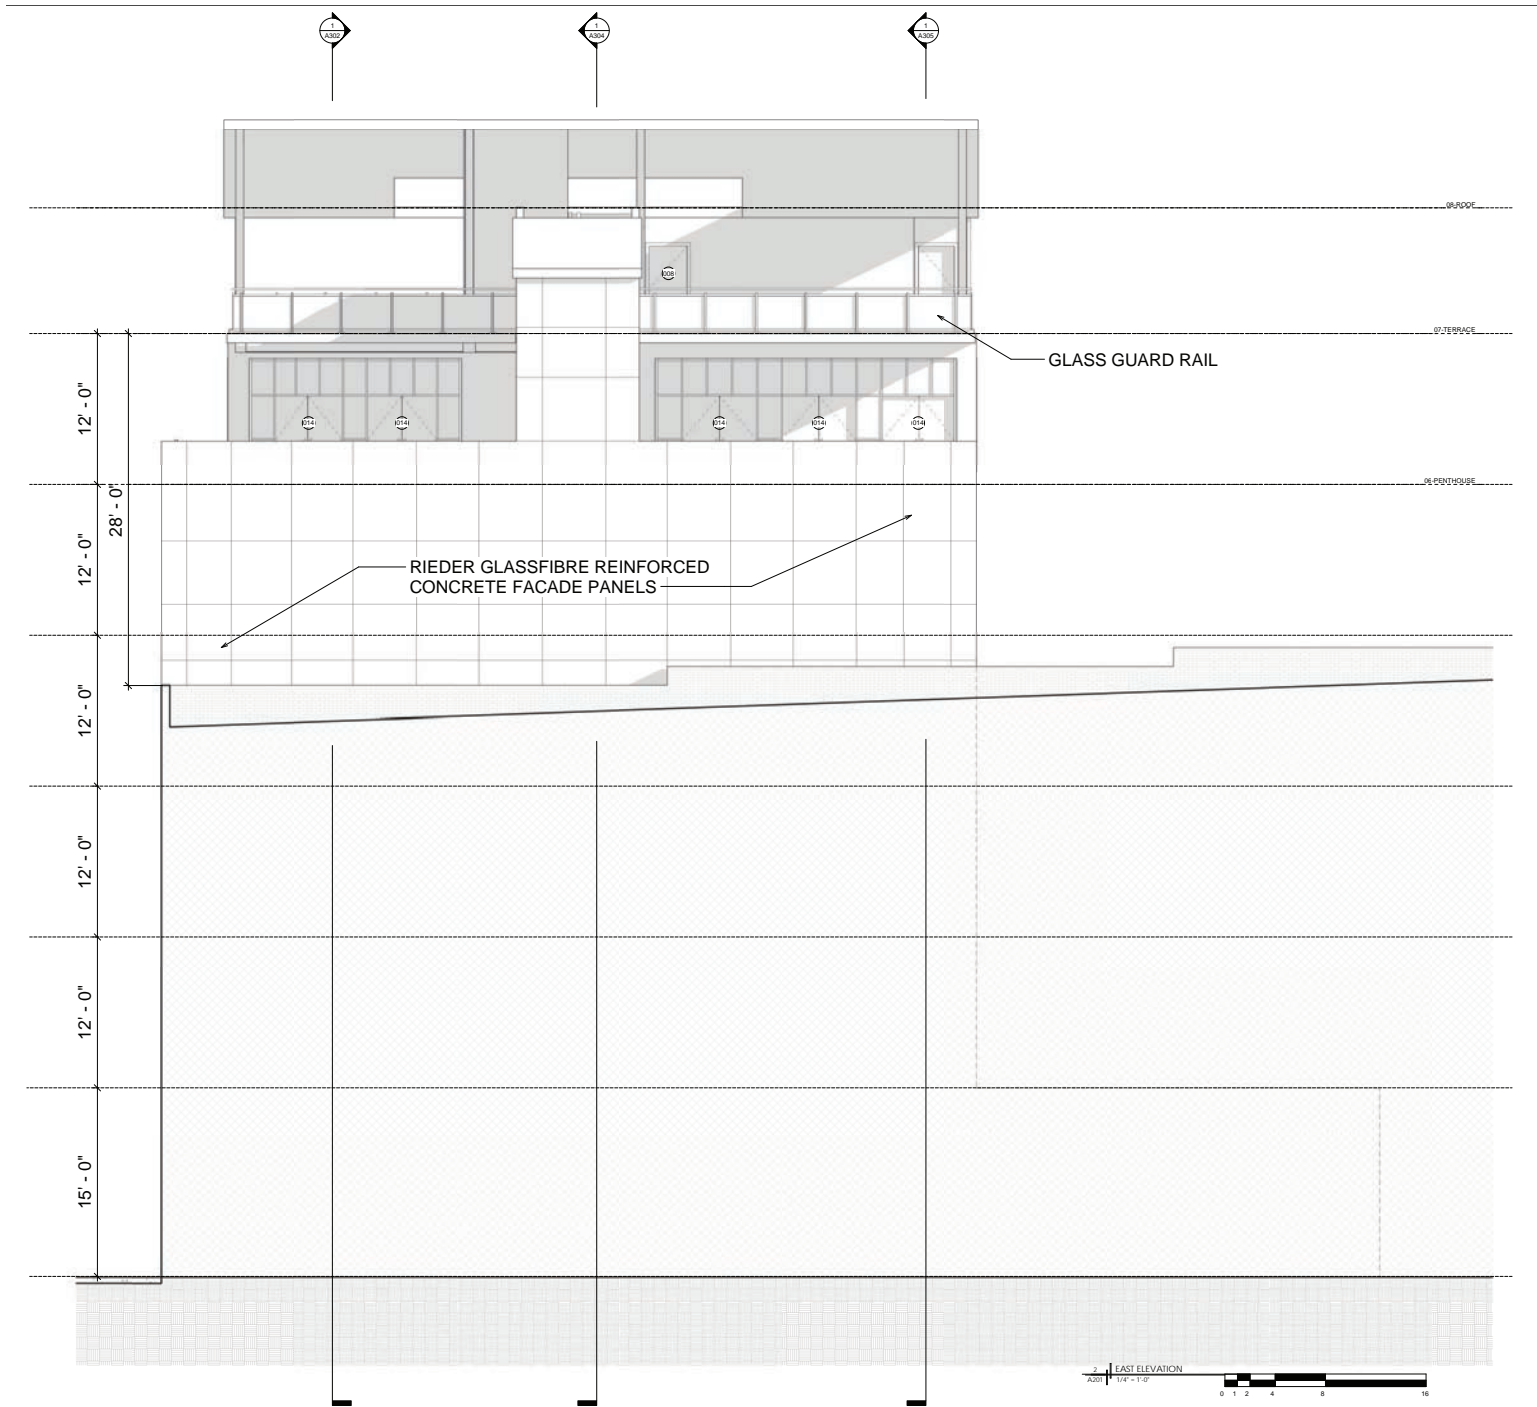 1
A302
1
A304
1
A305
08-ROOF
008
07-TERRACE
GLASS GUARD RAIL
12' - 0"
014
014
014
014
014
06-PENTHOUSE
28' - 0"
12' - 0"
RIEDER GLASSFIBRE REINFORCED
CONCRETE FACADE PANELS
12' - 0"
12' - 0"
12' - 0"
15' - 0"
2
A201
EAST ELEVATION
1/4" = 1'-0"
0 1 2 4 8 16